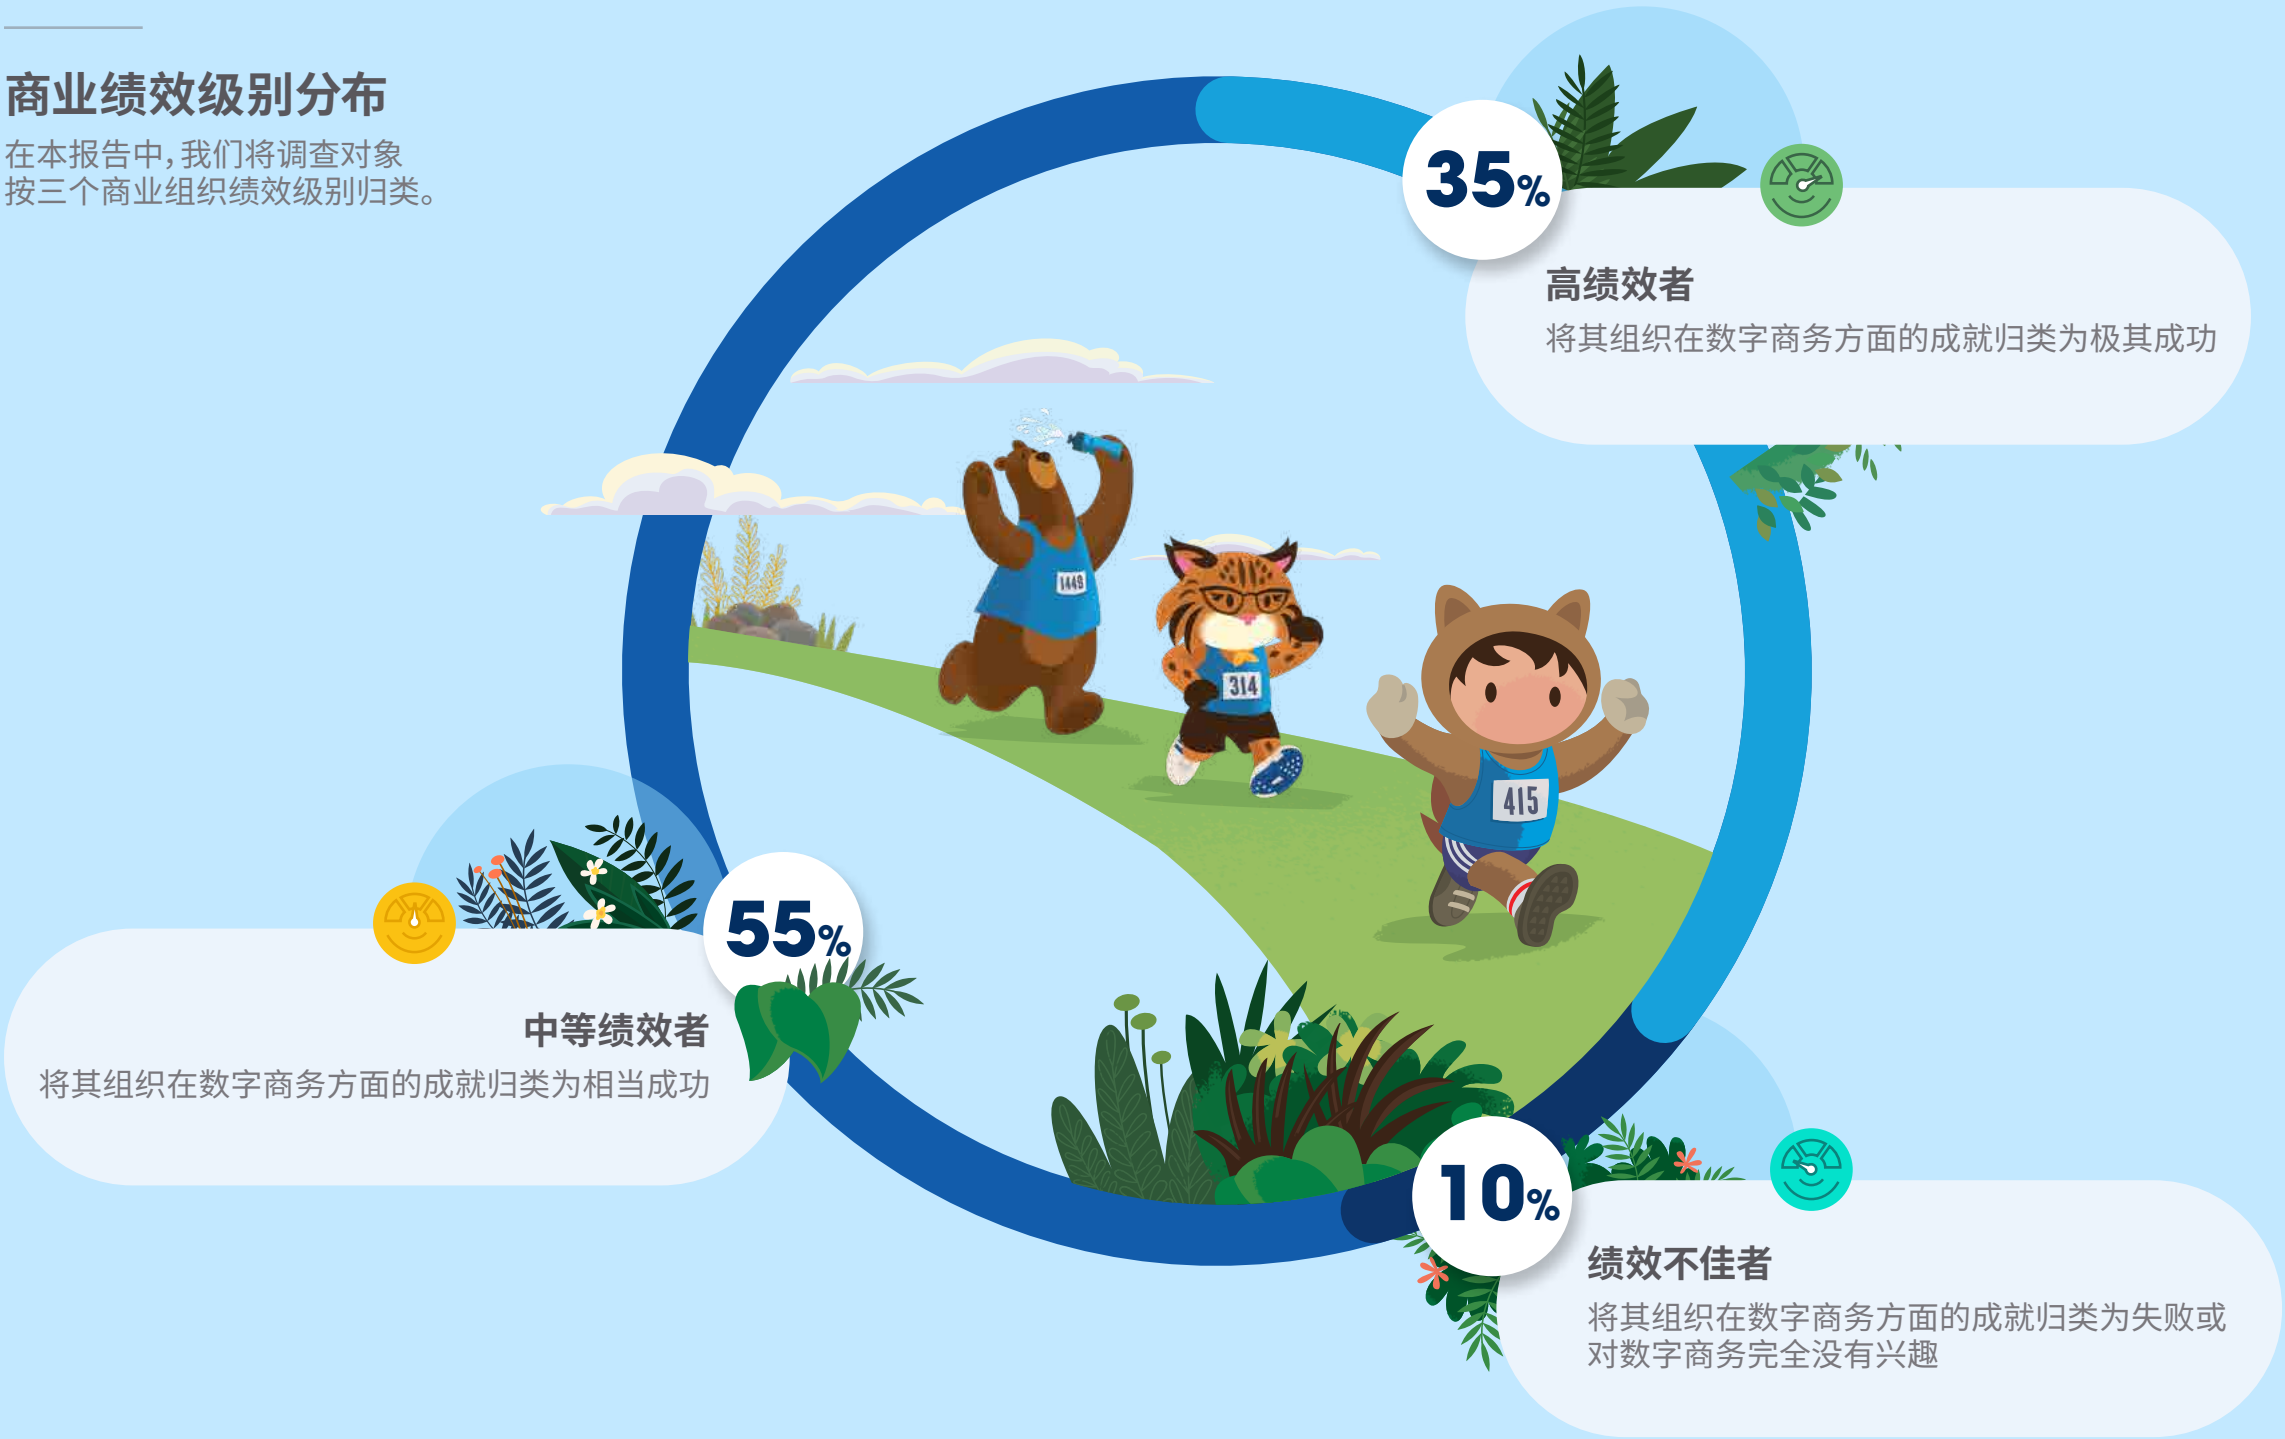 商业绩效级别分布
在本报告中，我们将调查对象
按三个商业组织绩效级别归类。
35%
高绩效者
将其组织在数字商务方面的成就归类为极其成功
1449
314
415
55%
中等绩效者
将其组织在数字商务方面的成就归类为相当成功
10%
绩效不佳者
将其组织在数字商务方面的成就归类为失败或
对数字商务完全没有兴趣